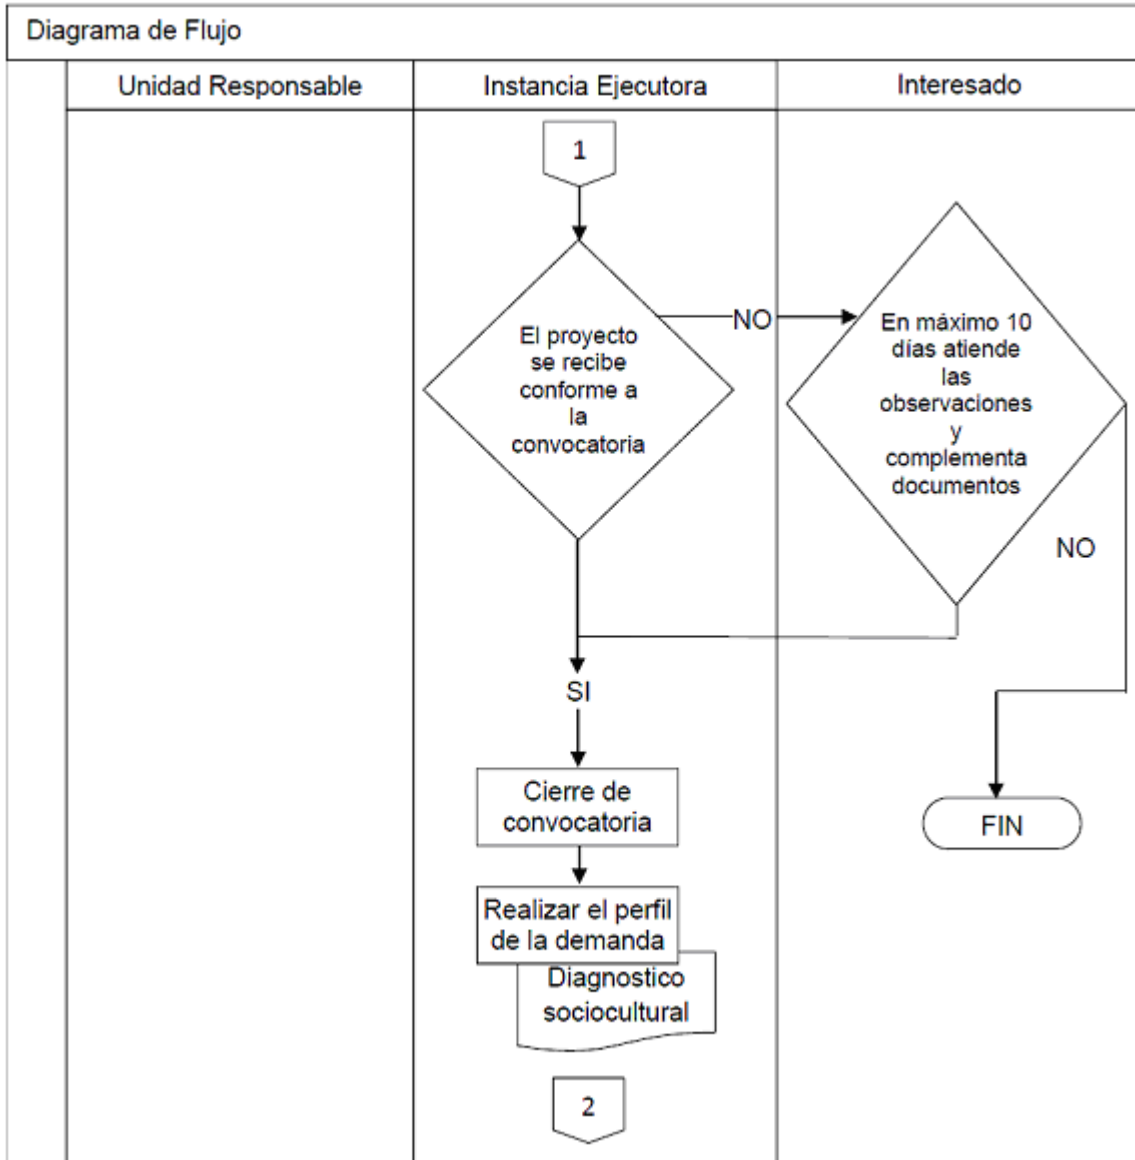 Diagrama de Flujo
Unidad Responsable
Instancia Ejecutora
Interesado
1
El proyecto
se recibe
conforme a
la
convocatoria
NO
En máximo 10
días atiende
las
observaciones
y
complementa
documentos
NO
SI
Cierre de
convocatoria
FIN
Realizar el perfil
de la demanda
Diagnostico
sociocultural
2